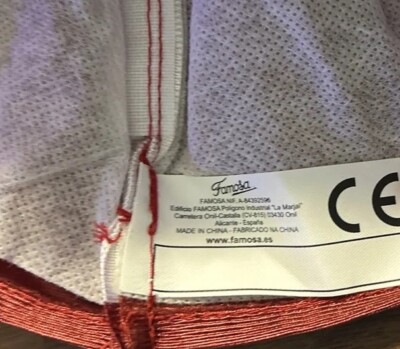 Famosa
FAMOSA NIF. A-84392596
Edificio FAMOSA Polígono Industrial "La Marjal"
Carretera Onil-Castalla (CV-815) 03430 Onil
Alicante - España
MADE IN CHINA - FABRICADO NA CHINA
www.famosa.es
CE